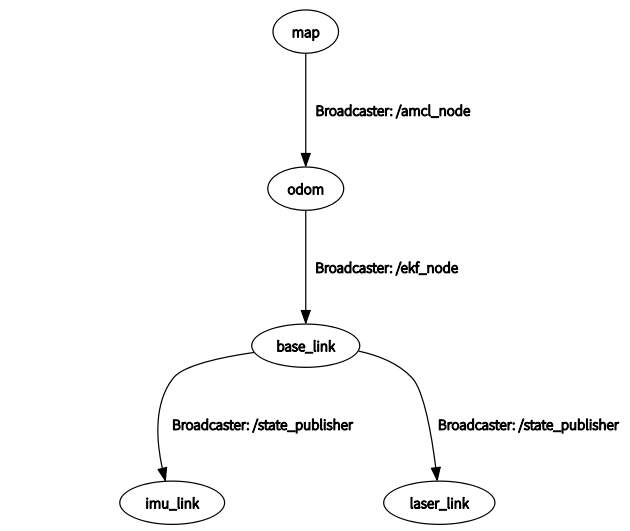 map
Broadcaster: /amcl_node
odom
Broadcaster: /ekf_node
base_link
Broadcaster: /state_publisher
Broadcaster: /state_publisher
imu_link
laser_link